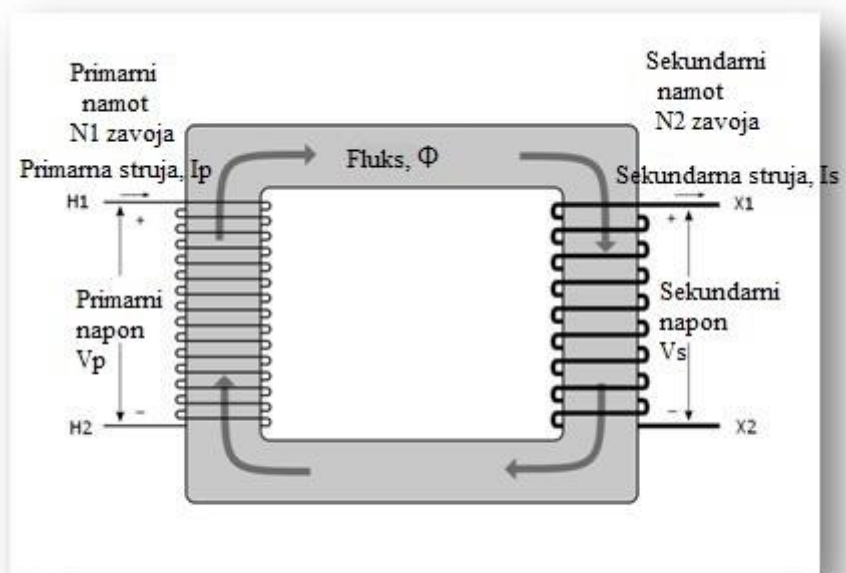 Primarni
namot
N1 zavoja
Primarna struja, Ip
H1
+
Primarni
napon
Vp
−
H2
Fluks, Φ
Sekundarni
namot
N2 zavoja
Sekundarna struja, Is
X1
+
Sekundarni
napon
Vs
−
X2